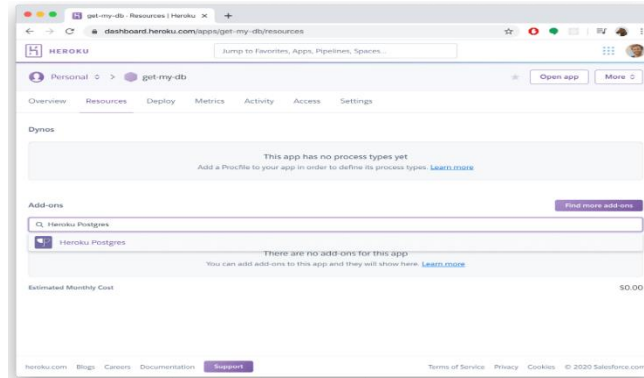 get-my-db · Resources | Heroku
dashboard.heroku.com/apps/get-my-db/resources
HEROKU
Jump to Favorites, Apps, Pipelines, Spaces...
Personal > get-my-db
Open app
More
Overview Resources Deploy Metrics Activity Access Settings
Dynos
This app has no process types yet
Add a Procfile to your app in order to define its process types. Learn more
Add-ons
Find more add-ons
Heroku Postgres
Heroku Postgres
There are no add-ons for this app
You can add add-ons to this app and they will show here. Learn more
Estimated Monthly Cost $0.00
heroku.com Blogs Careers Documentation Support Terms of Service Privacy Cookies © 2020 Salesforce.com